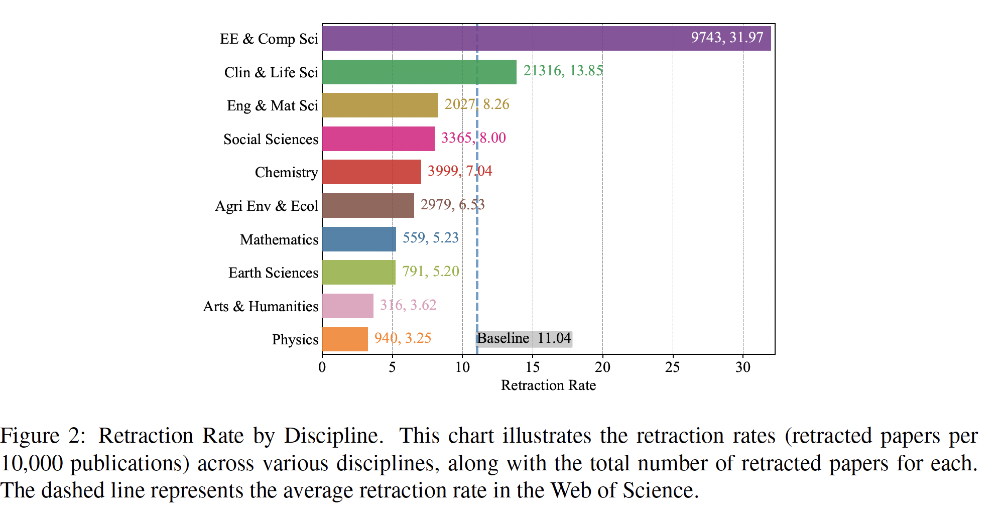 EE & Comp Sci 9743, 31.97
Clin & Life Sci 21316, 13.85
Eng & Mat Sci 2027, 8.26
Social Sciences 3365, 8.00
Chemistry 3999, 7.04
Agri Env & Ecol 2979, 6.53
Mathematics 559, 5.23
Earth Sciences 791, 5.20
Arts & Humanities 316, 3.62
Physics 940, 3.25 Baseline 11.04
0 5 10 15 20 25 30
Retraction Rate
Figure 2: Retraction Rate by Discipline. This chart illustrates the retraction rates (retracted papers per
10,000 publications) across various disciplines, along with the total number of retracted papers for each.
The dashed line represents the average retraction rate in the Web of Science.